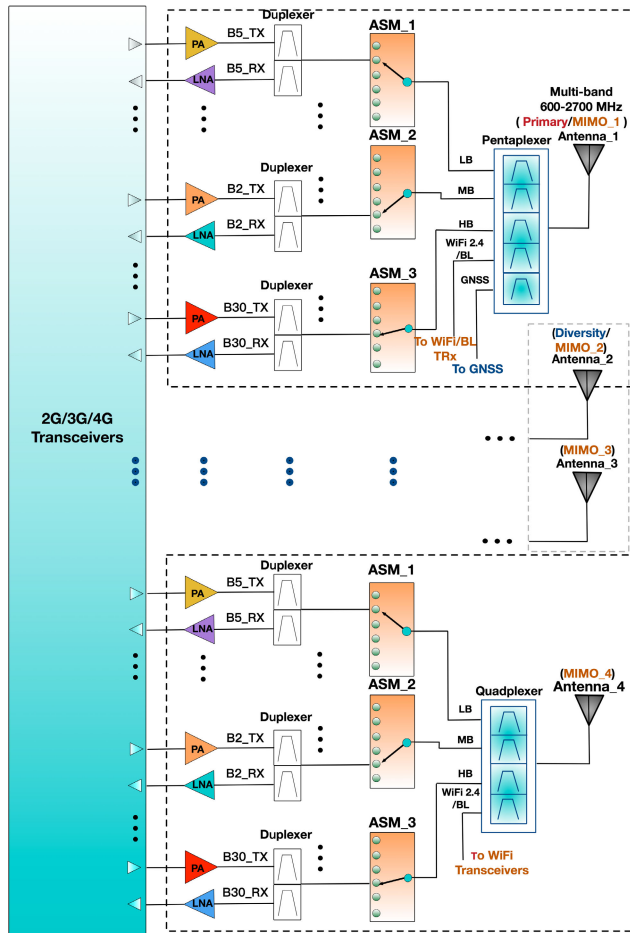 2G/3G/4G
Transceivers
Duplexer
ASM_1
B5_TX
PA
B5_RX
LNA
Multi-band
600-2700 MHz
( Primary/MIMO_1 )
Antenna_1
Duplexer
ASM_2
Pentaplexer
LB
B2_TX
PA
MB
B2_RX
LNA
HB
WiFi 2.4
/BL
GNSS
Duplexer
ASM_3
B30_TX
PA
B30_RX
LNA
To WiFi/BL
TRx
To GNSS
(Diversity/
MIMO_2)
Antenna_2
(MIMO_3)
Antenna_3
Duplexer
ASM_1
B5_TX
PA
B5_RX
LNA
(MIMO_4)
Antenna_4
Duplexer
ASM_2
Quadplexer
LB
B2_TX
PA
MB
B2_RX
LNA
HB
WiFi 2.4
/BL
Duplexer
ASM_3
B30_TX
PA
B30_RX
LNA
To WiFi
Transceivers